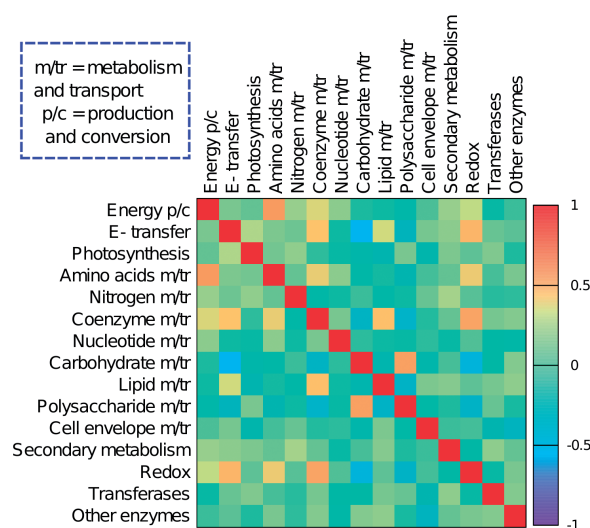 m/tr = metabolism
and transport
p/c = production
and conversion
Energy p/c
E- transfer
Photosynthesis
Amino acids m/tr
Nitrogen m/tr
Coenzyme m/tr
Nucleotide m/tr
Carbohydrate m/tr
Lipid m/tr
Polysaccharide m/tr
Cell envelope m/tr
Secondary metabolism
Redox
Transferases
Other enzymes
Energy p/c
E- transfer
Photosynthesis
Amino acids m/tr
Nitrogen m/tr
Coenzyme m/tr
Nucleotide m/tr
Carbohydrate m/tr
Lipid m/tr
Polysaccharide m/tr
Cell envelope m/tr
Secondary metabolism
Redox
Transferases
Other enzymes
1
0.5
0
-0.5
-1